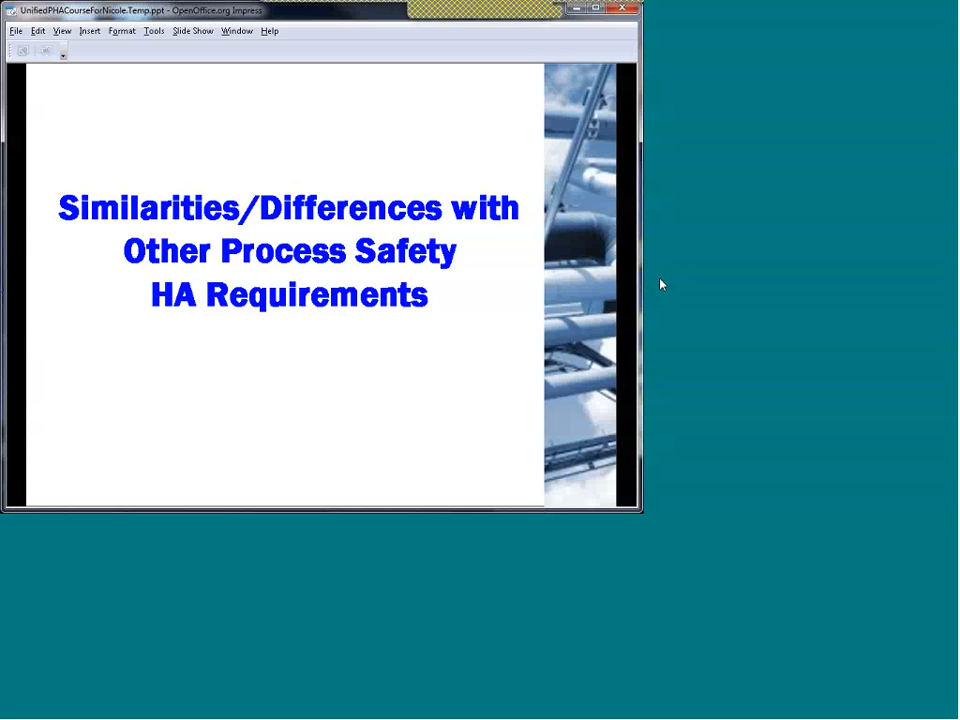 UnifiedPHACourseForNicole.Temp.ppt - OpenOffice.org Impress
File Edit View Insert Format Tools Slide Show Window Help
Similarities/Differences with
Other Process Safety
HA Requirements